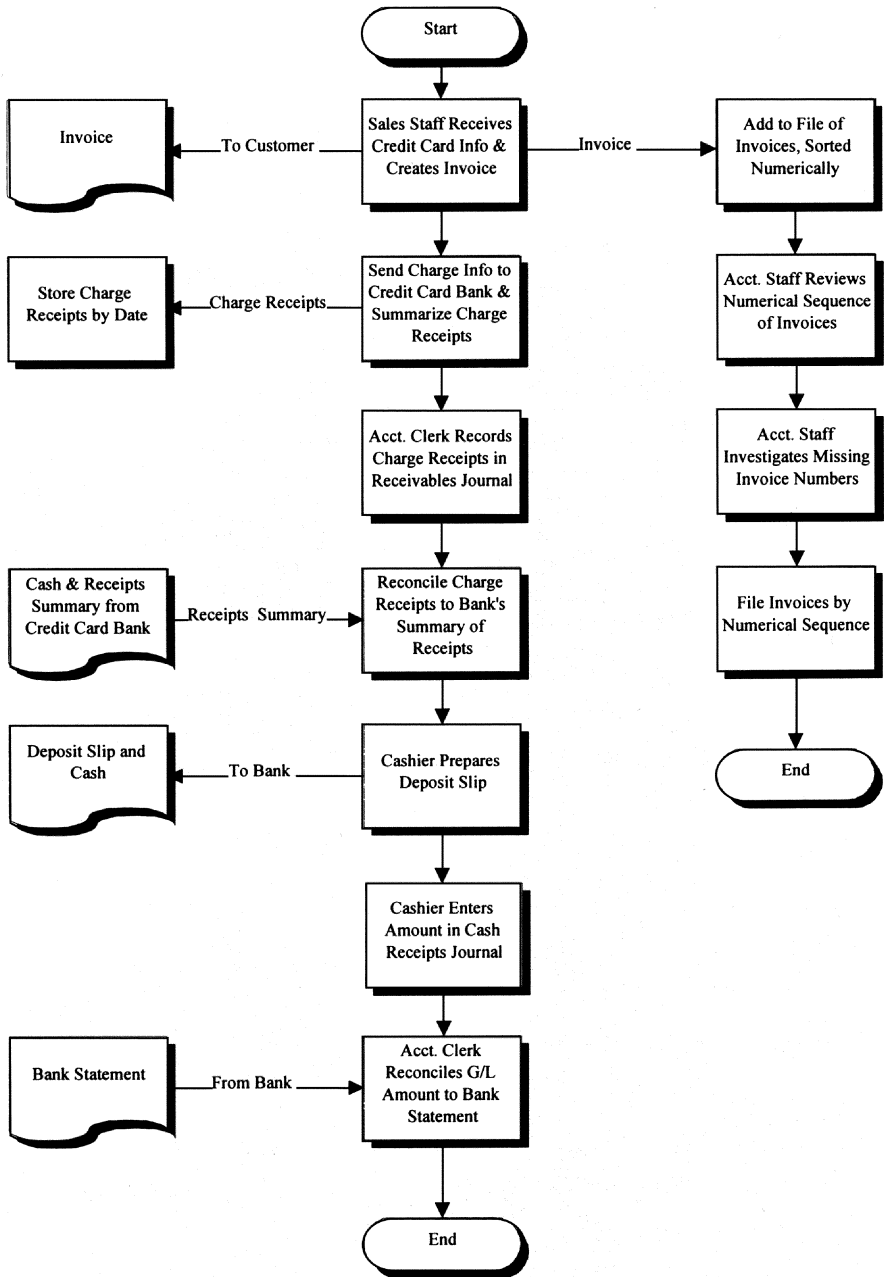 Start
Invoice
To Customer
Sales Staff Receives
Credit Card Info &
Creates Invoice
Invoice
Add to File of
Invoices, Sorted
Numerically
Store Charge
Receipts by Date
Charge Receipts
Send Charge Info to
Credit Card Bank &
Summarize Charge
Receipts
Acct. Staff Reviews
Numerical Sequence
of Invoices
Acct. Clerk Records
Charge Receipts in
Receivables Journal
Acct. Staff
Investigates Missing
Invoice Numbers
Cash & Receipts
Summary from
Credit Card Bank
Receipts Summary
Reconcile Charge
Receipts to Bank's
Summary of
Receipts
File Invoices by
Numerical Sequence
Deposit Slip and
Cash
To Bank
Cashier Prepares
Deposit Slip
End
Cashier Enters
Amount in Cash
Receipts Journal
Bank Statement
From Bank
Acct. Clerk
Reconciles G/L
Amount to Bank
Statement
End